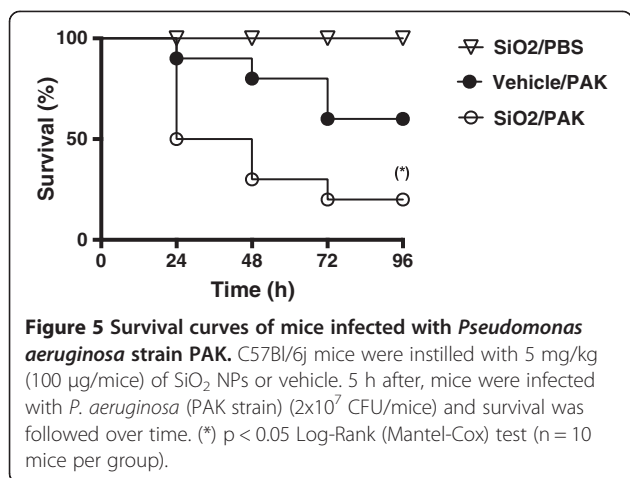 100
50
0
Survival (%)
0
24
48
72
96
Time (h)
(*)
SiO2/PBS
Vehicle/PAK
SiO2/PAK
Figure 5 Survival curves of mice infected with Pseudomonas
aeruginosa strain PAK. C57Bl/6j mice were instilled with 5 mg/kg
(100 μg/mice) of SiO₂ NPs or vehicle. 5 h after, mice were infected
with P. aeruginosa (PAK strain) (2x10⁷ CFU/mice) and survival was
followed over time. (*) p < 0.05 Log-Rank (Mantel-Cox) test (n = 10
mice per group).